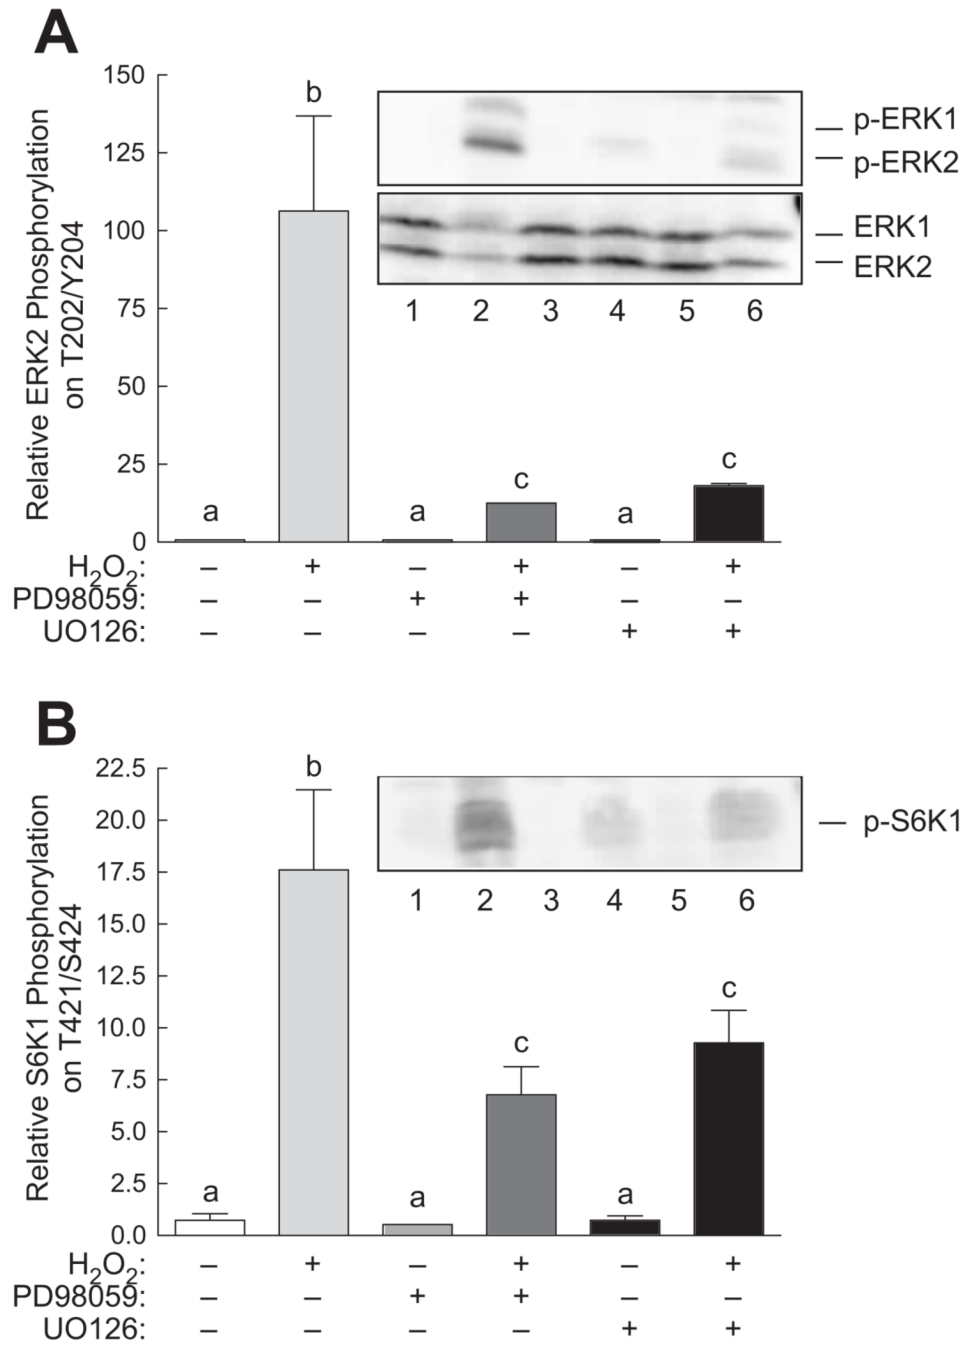 A
Relative ERK2 Phosphorylation
on T202/Y204
150
125
100
75
50
25
0
a
b
a
c
a
c
p-ERK1
p-ERK2
ERK1
ERK2
1 2 3 4 5 6
H2O2: – + – + – +
PD98059: – – + + – –
UO126: – – – – + +
B
Relative S6K1 Phosphorylation
on T421/S424
22.5
20.0
17.5
15.0
12.5
10.0
7.5
5.0
2.5
0.0
a
b
a
c
a
c
p-S6K1
1 2 3 4 5 6
H2O2: – + – + – +
PD98059: – – + + – –
UO126: – – – – + +